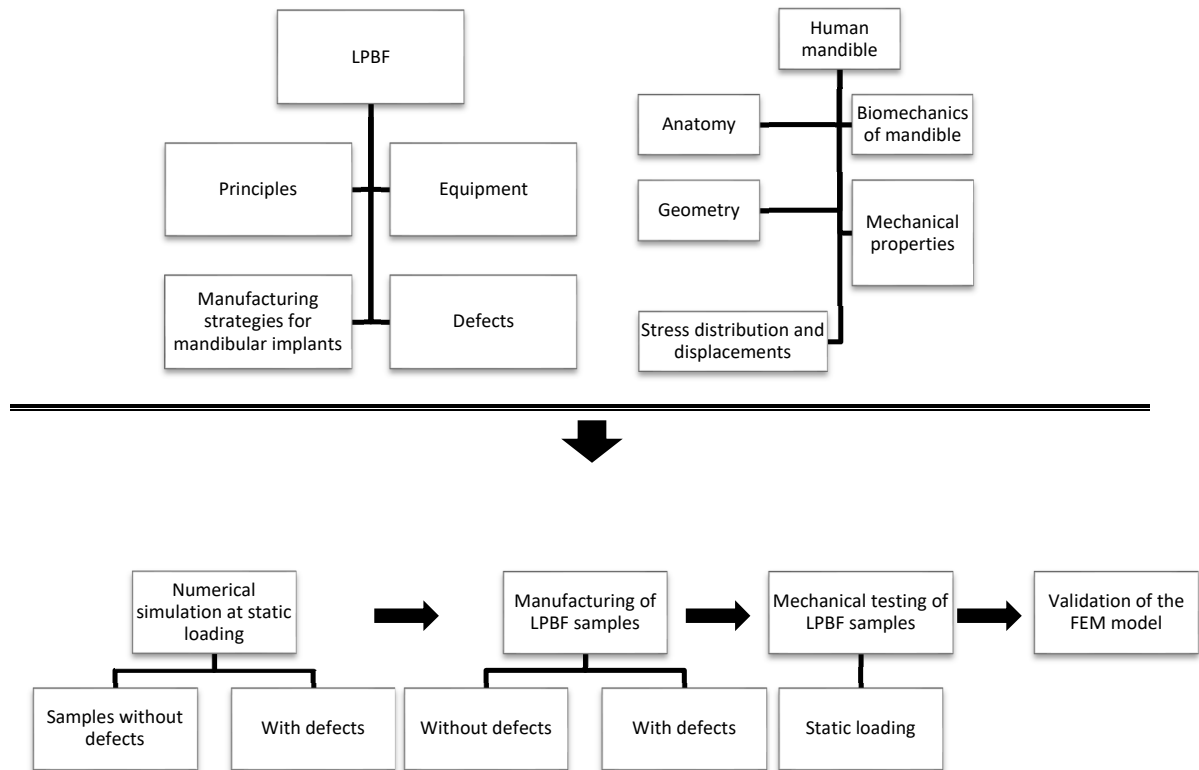 LPBF
Principles
Equipment
Manufacturing
strategies for
mandibular implants
Defects
Human
mandible
Anatomy
Biomechanics
of mandible
Geometry
Mechanical
properties
Stress distribution and
displacements
Numerical
simulation at static
loading
Samples without
defects
With defects
Manufacturing of
LPBF samples
Without defects
With defects
Mechanical testing of
LPBF samples
Static loading
Validation of the
FEM model